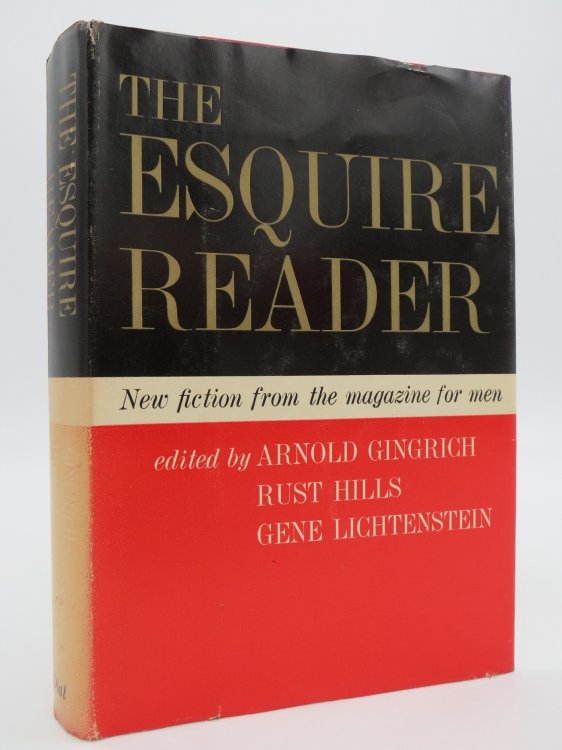 THE
ESQUIRE
READER
New fiction from the magazine for men
edited by ARNOLD GINGRICH
RUST HILLS
GENE LICHTENSTEIN
THE ESQUIRE
READER